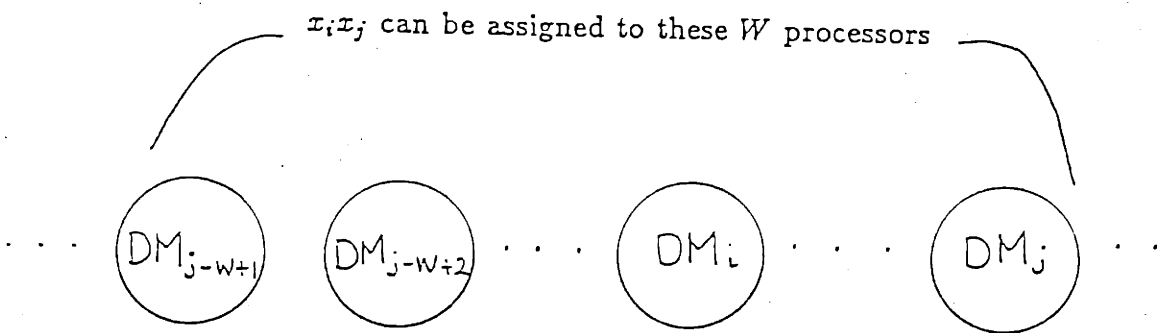 x_i x_j can be assigned to these W processors
· · · DM_{j-W+1} DM_{j-W+2} · · · DM_i · · · DM_j · ·